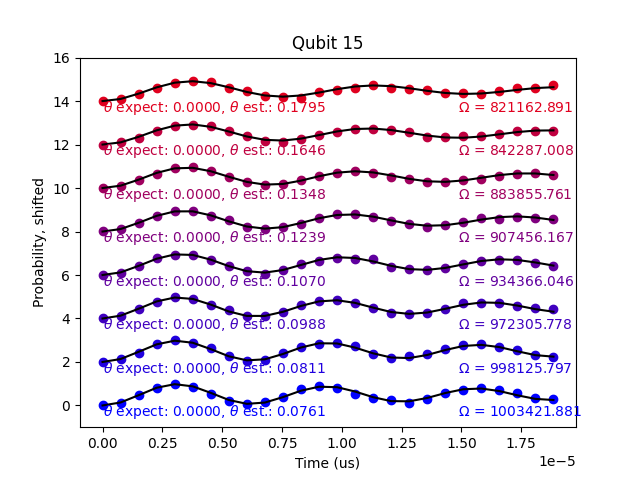 Qubit 15
16
14
θ expect: 0.0000, θ est.: 0.1795 Ω = 821162.891
12
θ expect: 0.0000, θ est.: 0.1646 Ω = 842287.008
10
θ expect: 0.0000, θ est.: 0.1348 Ω = 883855.761
8
θ expect: 0.0000, θ est.: 0.1239 Ω = 907456.167
6
θ expect: 0.0000, θ est.: 0.1070 Ω = 934366.046
4
θ expect: 0.0000, θ est.: 0.0988 Ω = 972305.778
2
θ expect: 0.0000, θ est.: 0.0811 Ω = 998125.797
0
θ expect: 0.0000, θ est.: 0.0761 Ω = 1003421.881
Probability, shifted
0.00 0.25 0.50 0.75 1.00 1.25 1.50 1.75
1e−5
Time (us)